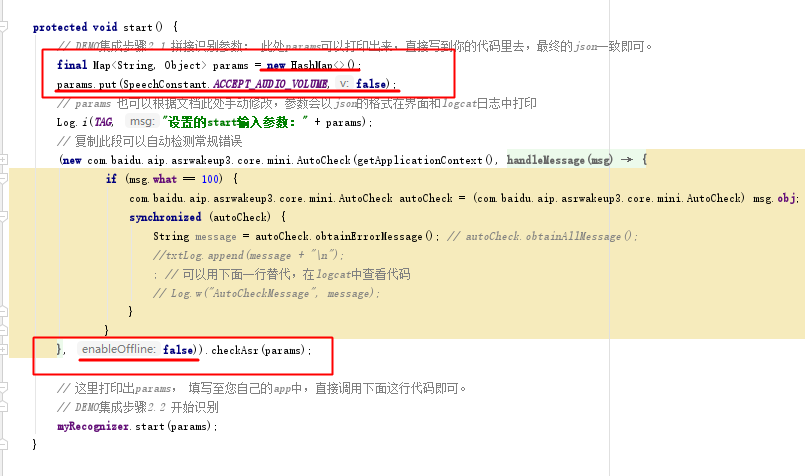 protected void start() {
// DEMO集成步骤2.1 拼接识别参数： 此处params可以打印出来，直接写到你的代码里去，最终的json一致即可。
final Map<String, Object> params = new HashMap<>();
params.put(SpeechConstant.ACCEPT_AUDIO_VOLUME, v: false);
// params 也可以根据文档此处手动修改，参数会以json的格式在界面和logcat日志中打印
Log.i(TAG, msg: "设置的start输入参数：" + params);
// 复制此段可以自动检测常规错误
(new com.baidu.aip.asrwakeup3.core.mini.AutoCheck(getApplicationContext(), handleMessage(msg) → {
if (msg.what == 100) {
com.baidu.aip.asrwakeup3.core.mini.AutoCheck autoCheck = (com.baidu.aip.asrwakeup3.core.mini.AutoCheck) msg.obj;
synchronized (autoCheck) {
String message = autoCheck.obtainErrorMessage(); // autoCheck.obtainAllMessage();
//txtLog.append(message + "\n");
; // 可以用下面一行替代，在logcat中查看代码
// Log.w("AutoCheckMessage", message);
}
}
}, enableOffline: false)).checkAsr(params);
// 这里打印出params， 填写至您自己的app中，直接调用下面这行代码即可。
// DEMO集成步骤2.2 开始识别
myRecognizer.start(params);
}